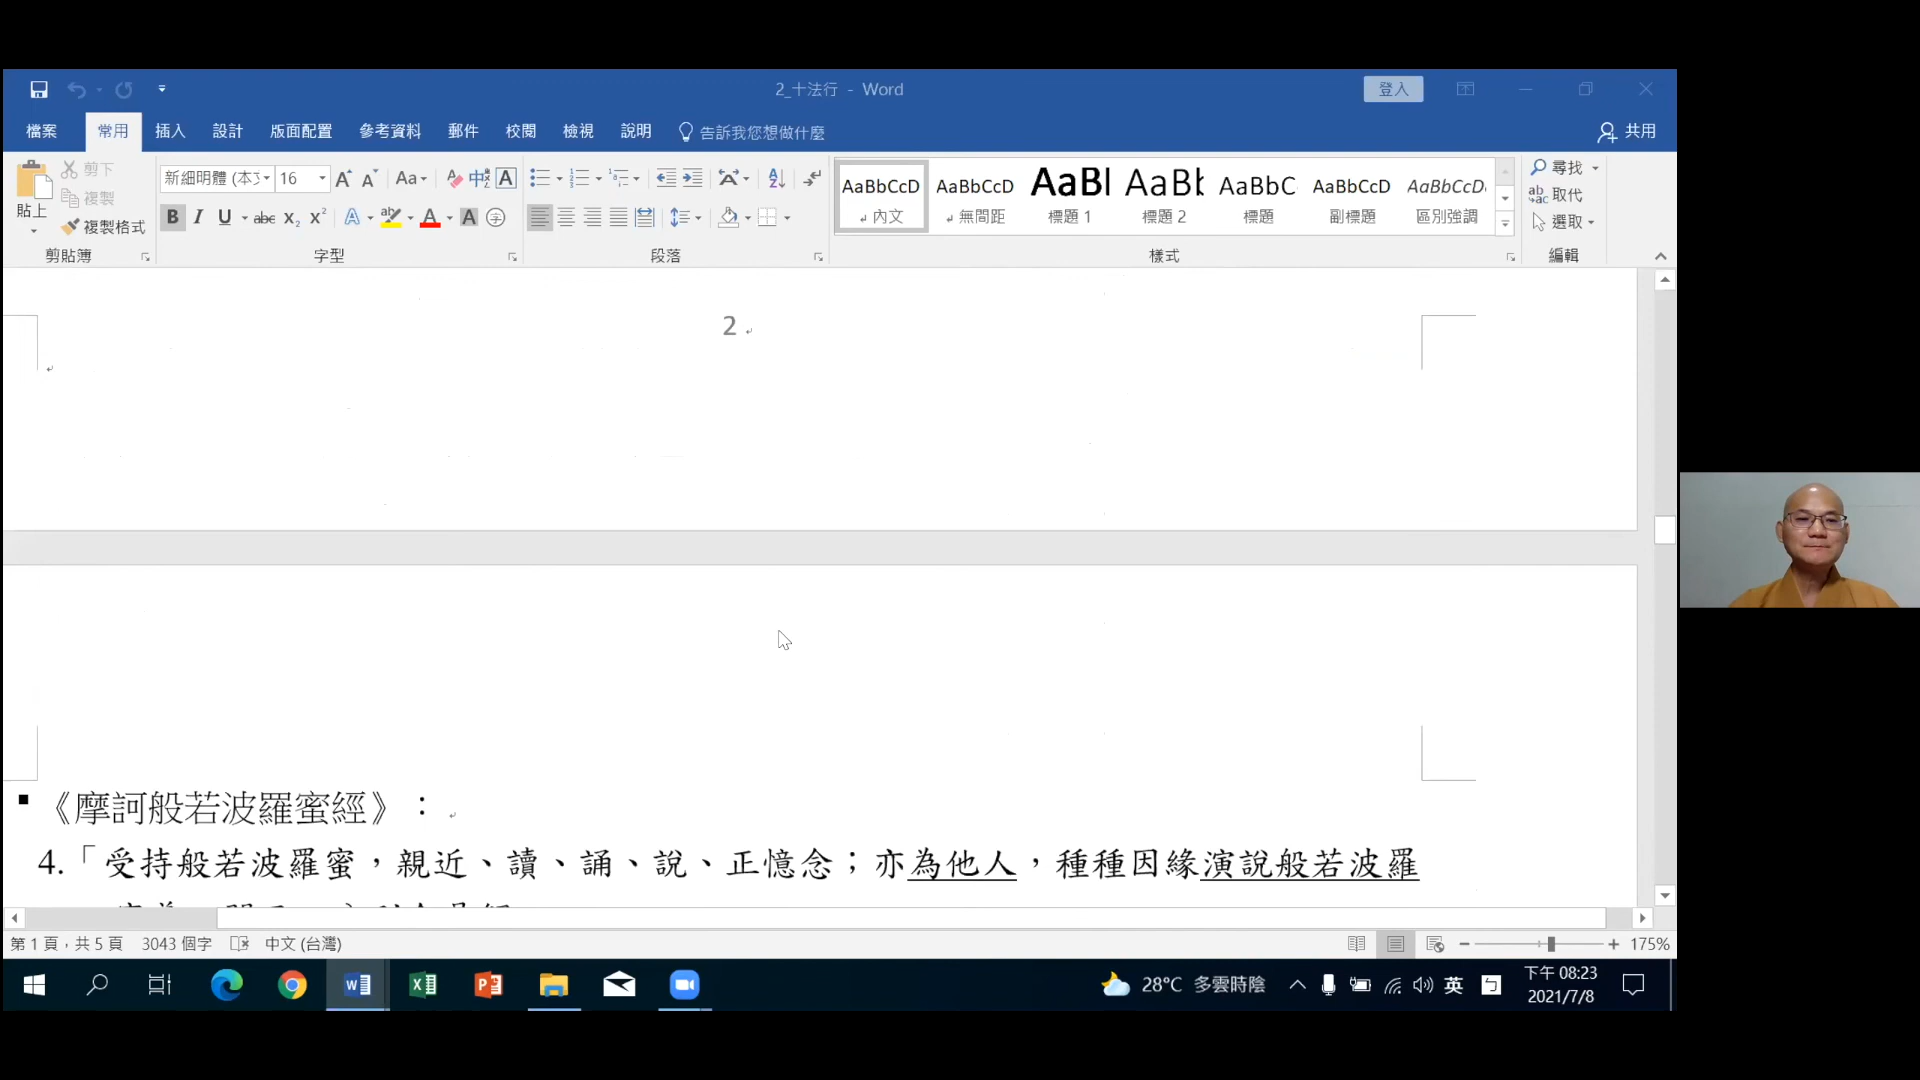 2_十法行 - Word
登入
檔案 常用 插入 設計 版面配置 參考資料 郵件 校閱 檢視 說明 告訴我您想做什麼 共用
貼上
剪下
複製
複製格式
剪貼簿
新細明體 (本文 16
字型
段落
AaBbCcD AaBbCcD AaBl AaBb AaBbC AaBbCcD AaBbCcD
內文 無間距 標題 1 標題 2 標題 副標題 區別強調
樣式
尋找
取代
選取
編輯
2
《摩訶般若波羅蜜經》：
4.「受持般若波羅蜜，親近、讀、誦、說、正憶念；亦為他人，種種因緣演說般若波羅
第 1 頁，共 5 頁 3043 個字 中文 (台灣) 175%
28°C 多雲時陰 英 下午 08:23
2021/7/8